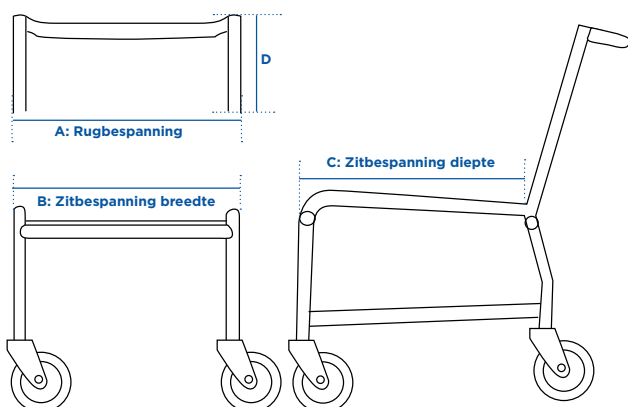 D
A: Rugbespanning
C: Zitbespanning diepte
B: Zitbespanning breedte